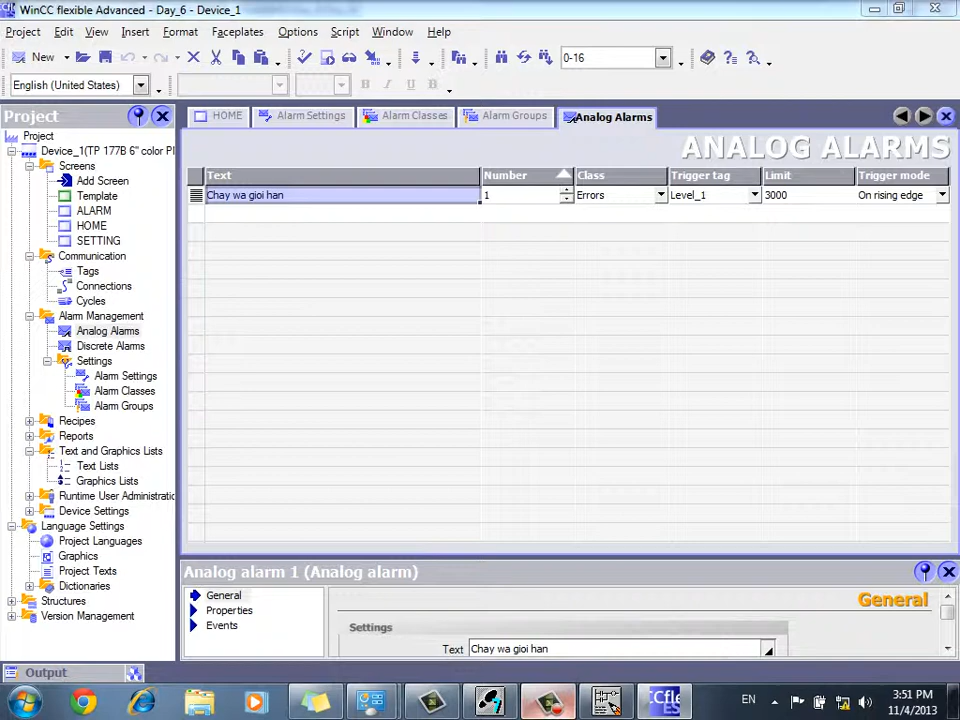 WinCC flexible Advanced - Day_6 - Device_1
Project Edit View Insert Format Faceplates Options Script Window Help
New 0-16
English (United States) B I U B
Project
HOME Alarm Settings Alarm Classes Alarm Groups Analog Alarms
Project
Device_1(TP 177B 6" color PI
Screens
Add Screen
Template
ALARM
HOME
SETTING
Communication
Tags
Connections
Cycles
Alarm Management
Analog Alarms
Discrete Alarms
Settings
Alarm Settings
Alarm Classes
Alarm Groups
Recipes
Reports
Text and Graphics Lists
Text Lists
Graphics Lists
Runtime User Administratio
Device Settings
Language Settings
Project Languages
Graphics
Project Texts
Dictionaries
Structures
Version Management
ANALOG ALARMS
Text Number Class Trigger tag Limit Trigger mode
Chay wa gioi han 1 Errors Level_1 3000 On rising edge
Analog alarm 1 (Analog alarm)
General
Properties
Events
General
Settings
Text Chay wa gioi han
Output
EN 3:51 PM
11/4/2013